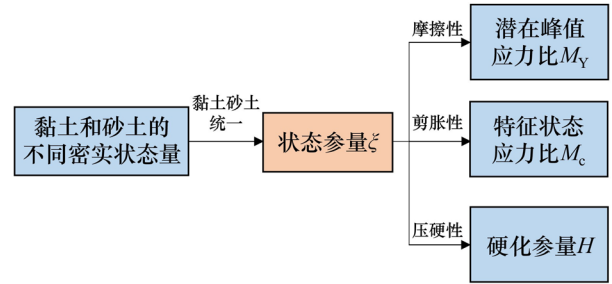 黏土和砂土的
不同密实状态量
黏土砂土
统一
状态参量ξ
摩擦性
潜在峰值
应力比M_Y
剪胀性
特征状态
应力比M_c
压硬性
硬化参量H